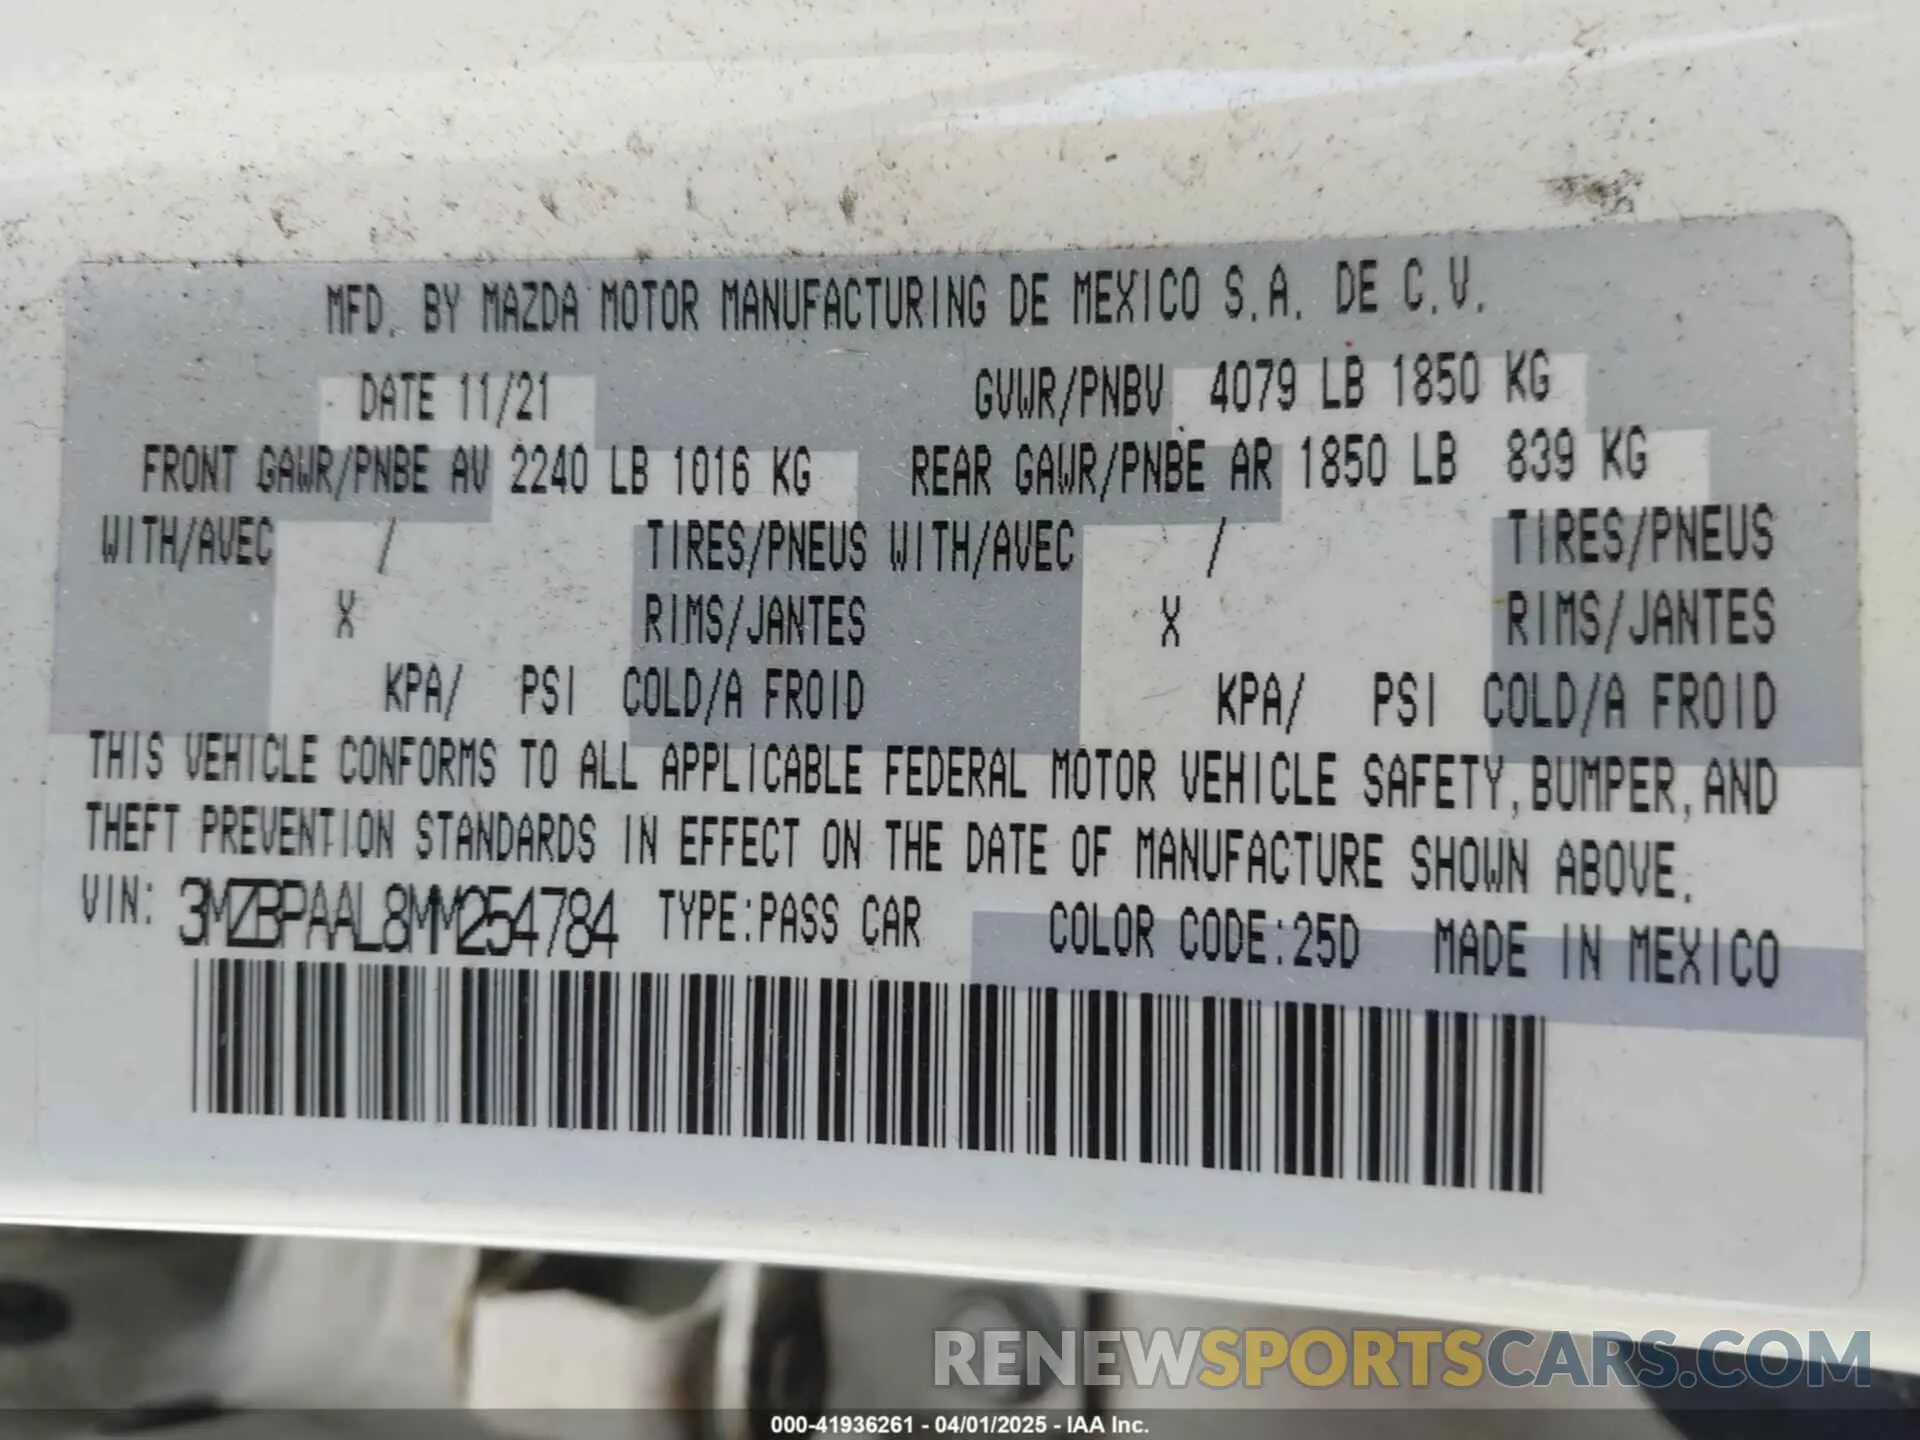 MFD. BY MAZDA MOTOR MANUFACTURING DE MEXICO S.A. DE C.V.
DATE 11/21 GVWR/PNBV 4079 LB 1850 KG
FRONT GAWR/PNBE AV 2240 LB 1016 KG REAR GAWR/PNBE AR 1850 LB 839 KG
WITH/AVEC / TIRES/PNEUS WITH/AVEC / TIRES/PNEUS
X RIMS/JANTES X RIMS/JANTES
KPA/ PSI COLD/A FROID KPA/ PSI COLD/A FROID
THIS VEHICLE CONFORMS TO ALL APPLICABLE FEDERAL MOTOR VEHICLE SAFETY, BUMPER, AND
THEFT PREVENTION STANDARDS IN EFFECT ON THE DATE OF MANUFACTURE SHOWN ABOVE.
VIN: 3MZBPAAL8MM254784 TYPE:PASS CAR COLOR CODE:25D MADE IN MEXICO
RENEWSPORTSCARS.COM
000-41936261 - 04/01/2025 - IAA Inc.